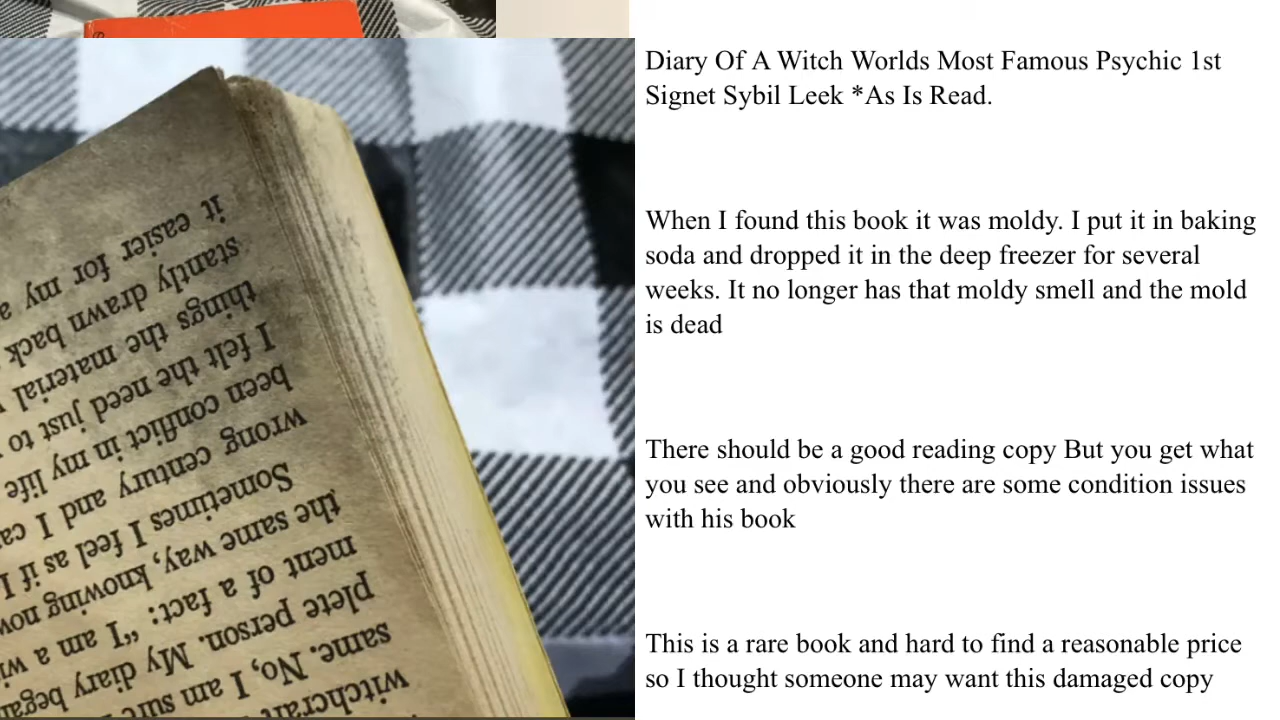 Diary Of A Witch Worlds Most Famous Psychic 1st
Signet Sybil Leek *As Is Read.
When I found this book it was moldy. I put it in baking
soda and dropped it in the deep freezer for several
weeks. It no longer has that moldy smell and the mold
is dead
There should be a good reading copy But you get what
you see and obviously there are some condition issues
with his book
This is a rare book and hard to find a reasonable price
so I thought someone may want this damaged copy
witchcraft
same. No, I am sure
plete person. My diary began
ment of a fact: “I am a
the same way, knowing
Sometimes I feel as if I
wrong century and I
been conflict in my life
I felt the need just to
things the material
stantly drawn back
it easier for my